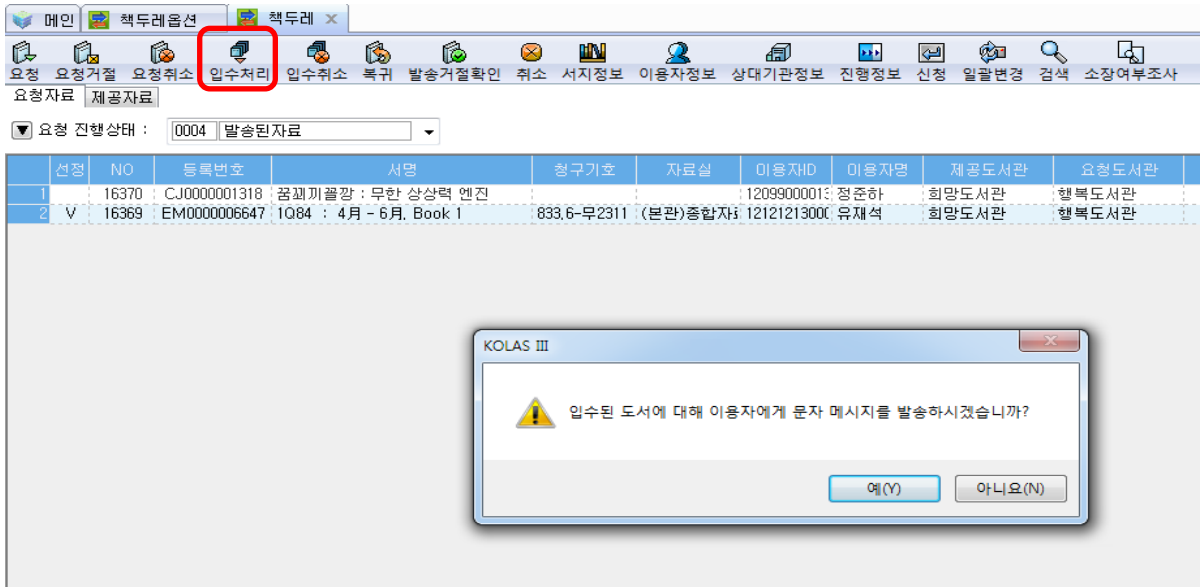 메인 책두레옵션 책두레
요청 요청거절 요청취소 입수처리 입수취소 복귀 발송거절확인 취소 서지정보 이용자정보 상대기관정보 진행정보 신청 일괄변경 검색 소장여부조사
요청자료 제공자료
요청 진행상태 : 0004 발송된자료
선정 NO 등록번호 서명 청구기호 자료실 이용자ID 이용자명 제공도서관 요청도서관
1 16370 CJ0000001318 꿈꾀끼꼴깡 : 무한 상상력 엔진 1209900001 정준하 희망도서관 행복도서관
2 V 16369 EM0000006647 1Q84 : 4月 - 6月, Book 1 833.6-무2311 (본관)종합자 1212121300 유재석 희망도서관 행복도서관
KOLAS III
입수된 도서에 대해 이용자에게 문자 메시지를 발송하시겠습니까?
예(Y) 아니요(N)